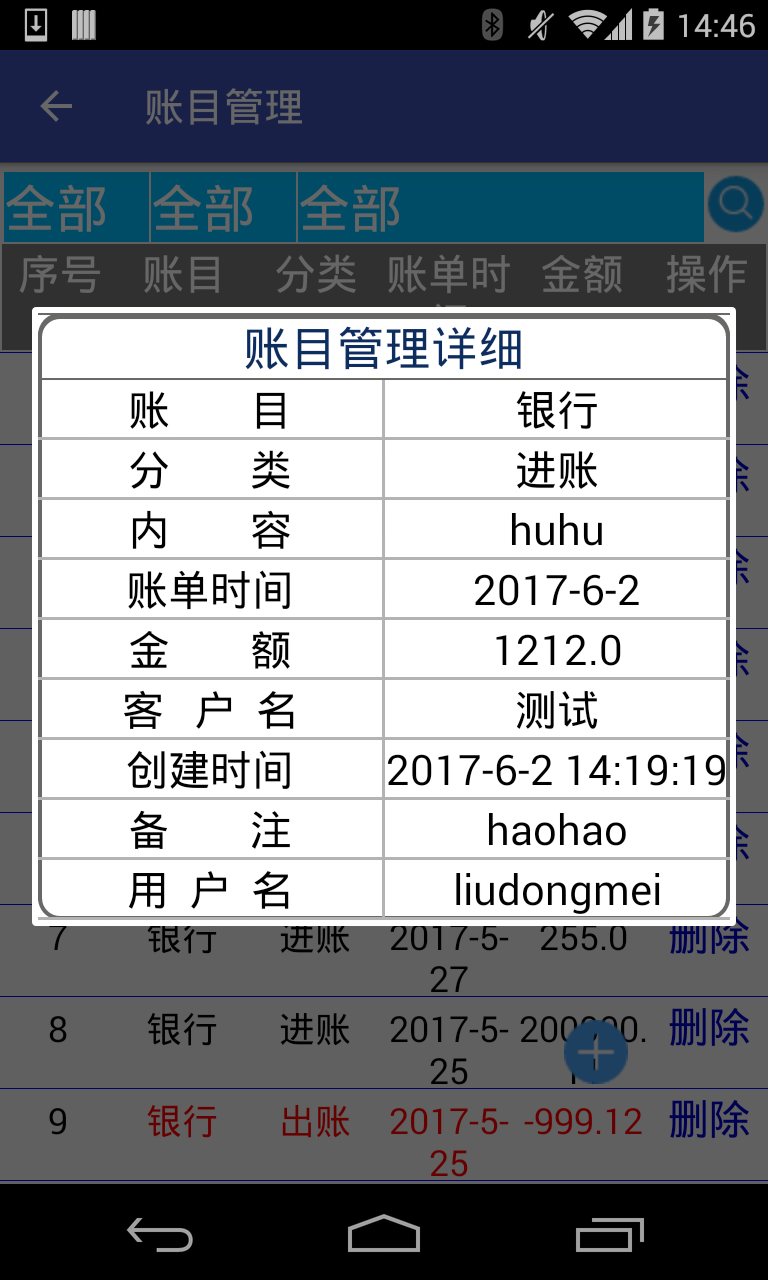 14:46
账目管理
全部 全部 全部
序号 账目 分类 账单时 金额 操作
账目管理详细
账 目 银行
分 类 进账
内 容 huhu
账单时间 2017-6-2
金 额 1212.0
客 户 名 测试
创建时间 2017-6-2 14:19:19
备 注 haohao
用 户 名 liudongmei
7 银行 进账 2017-5- 255.0 删除
27
8 银行 进账 2017-5- 删除
25
9 银行 出账 2017-5- -999.12 删除
25